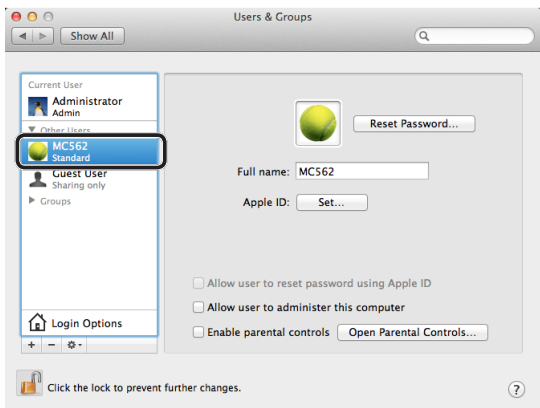 Users & Groups
Show All
Current User
Administrator
Admin
Other Users
MC562
Standard
Guest User
Sharing only
Groups
Login Options
Reset Password...
Full name: MC562
Apple ID: Set...
Allow user to reset password using Apple ID
Allow user to administer this computer
Enable parental controls Open Parental Controls...
Click the lock to prevent further changes.
?